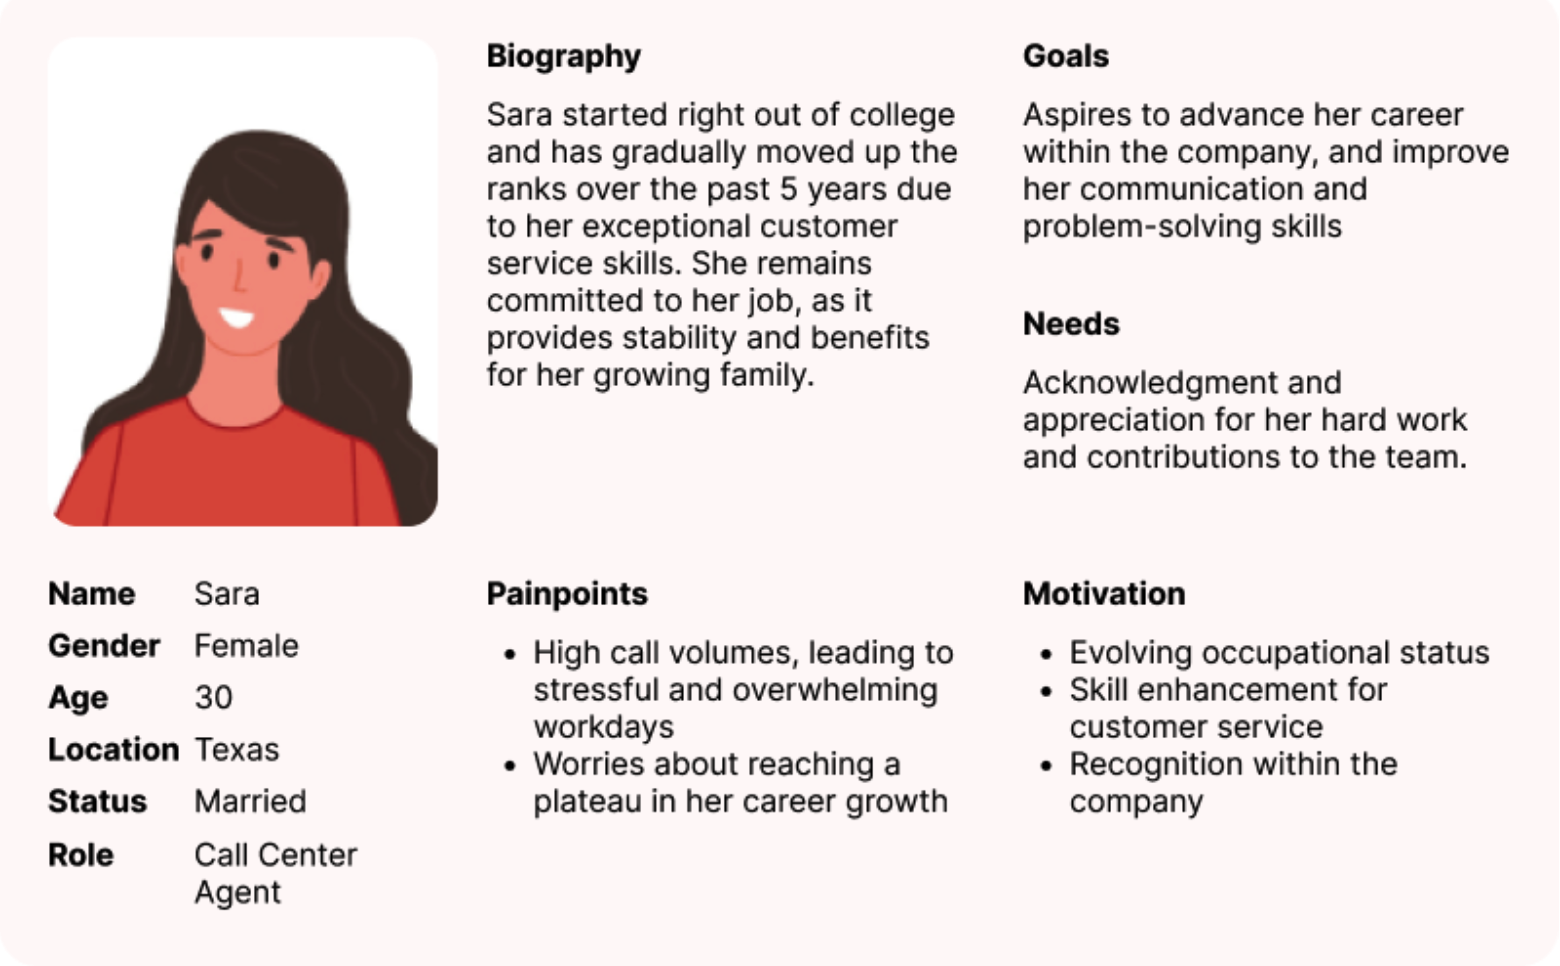 Biography
Sara started right out of college
and has gradually moved up the
ranks over the past 5 years due
to her exceptional customer
service skills. She remains
committed to her job, as it
provides stability and benefits
for her growing family.
Goals
Aspires to advance her career
within the company, and improve
her communication and
problem-solving skills
Needs
Acknowledgment and
appreciation for her hard work
and contributions to the team.
Name Sara
Gender Female
Age 30
Location Texas
Status Married
Role Call Center
Agent
Painpoints
• High call volumes, leading to
stressful and overwhelming
workdays
• Worries about reaching a
plateau in her career growth
Motivation
• Evolving occupational status
• Skill enhancement for
customer service
• Recognition within the
company